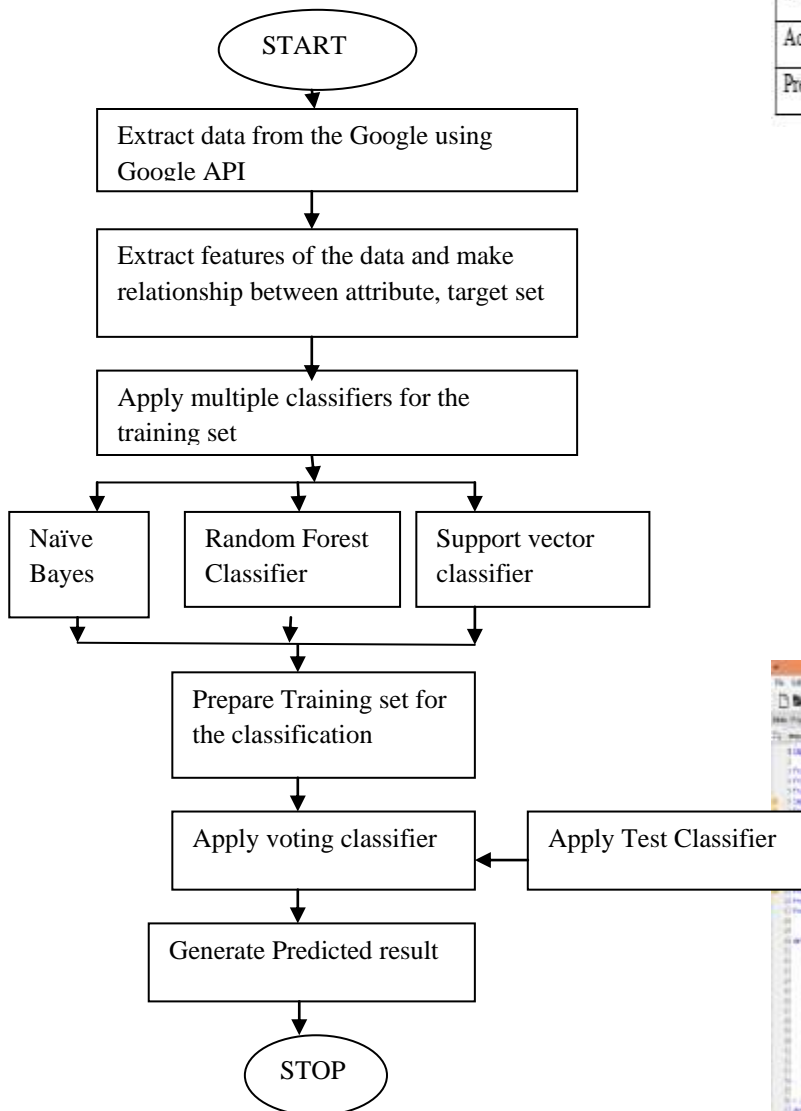 START
Extract data from the Google using
Google API
Extract features of the data and make
relationship between attribute, target set
Apply multiple classifiers for the
training set
Naïve
Bayes
Random Forest
Classifier
Support vector
classifier
Prepare Training set for
the classification
Apply voting classifier
Apply Test Classifier
Generate Predicted result
STOP